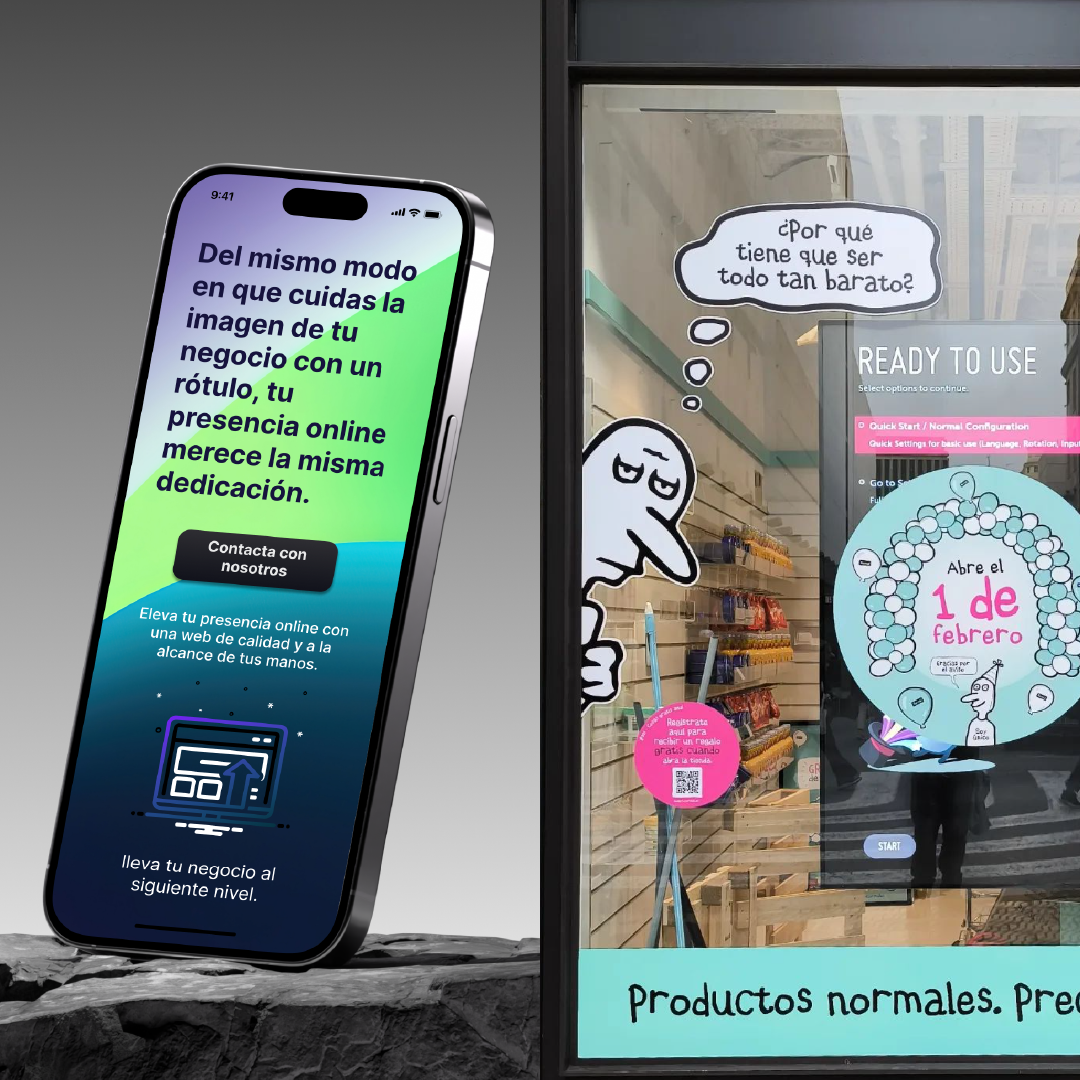 9:41
Del mismo modo
en que cuidas la
imagen de tu
negocio con un
rótulo, tu
presencia online
merece la misma
dedicación.
Contacta con
nosotros
Eleva tu presencia online con
una web de calidad y a la
alcance de tus manos.
lleva tu negocio al
siguiente nivel.
¿Por qué
tiene que ser
todo tan barato?
READY TO USE
Select options to continue.
Quick Start / Normal Configuration
Quick Settings for basic use (Language, Rotation, Input
Go to
Abre el
1 de
febrero
Gracias por
el globo
Soy
único
Regístrate
aquí para
recibir un regalo
gratis cuando
abra la tienda.
START
Productos normales. Prec